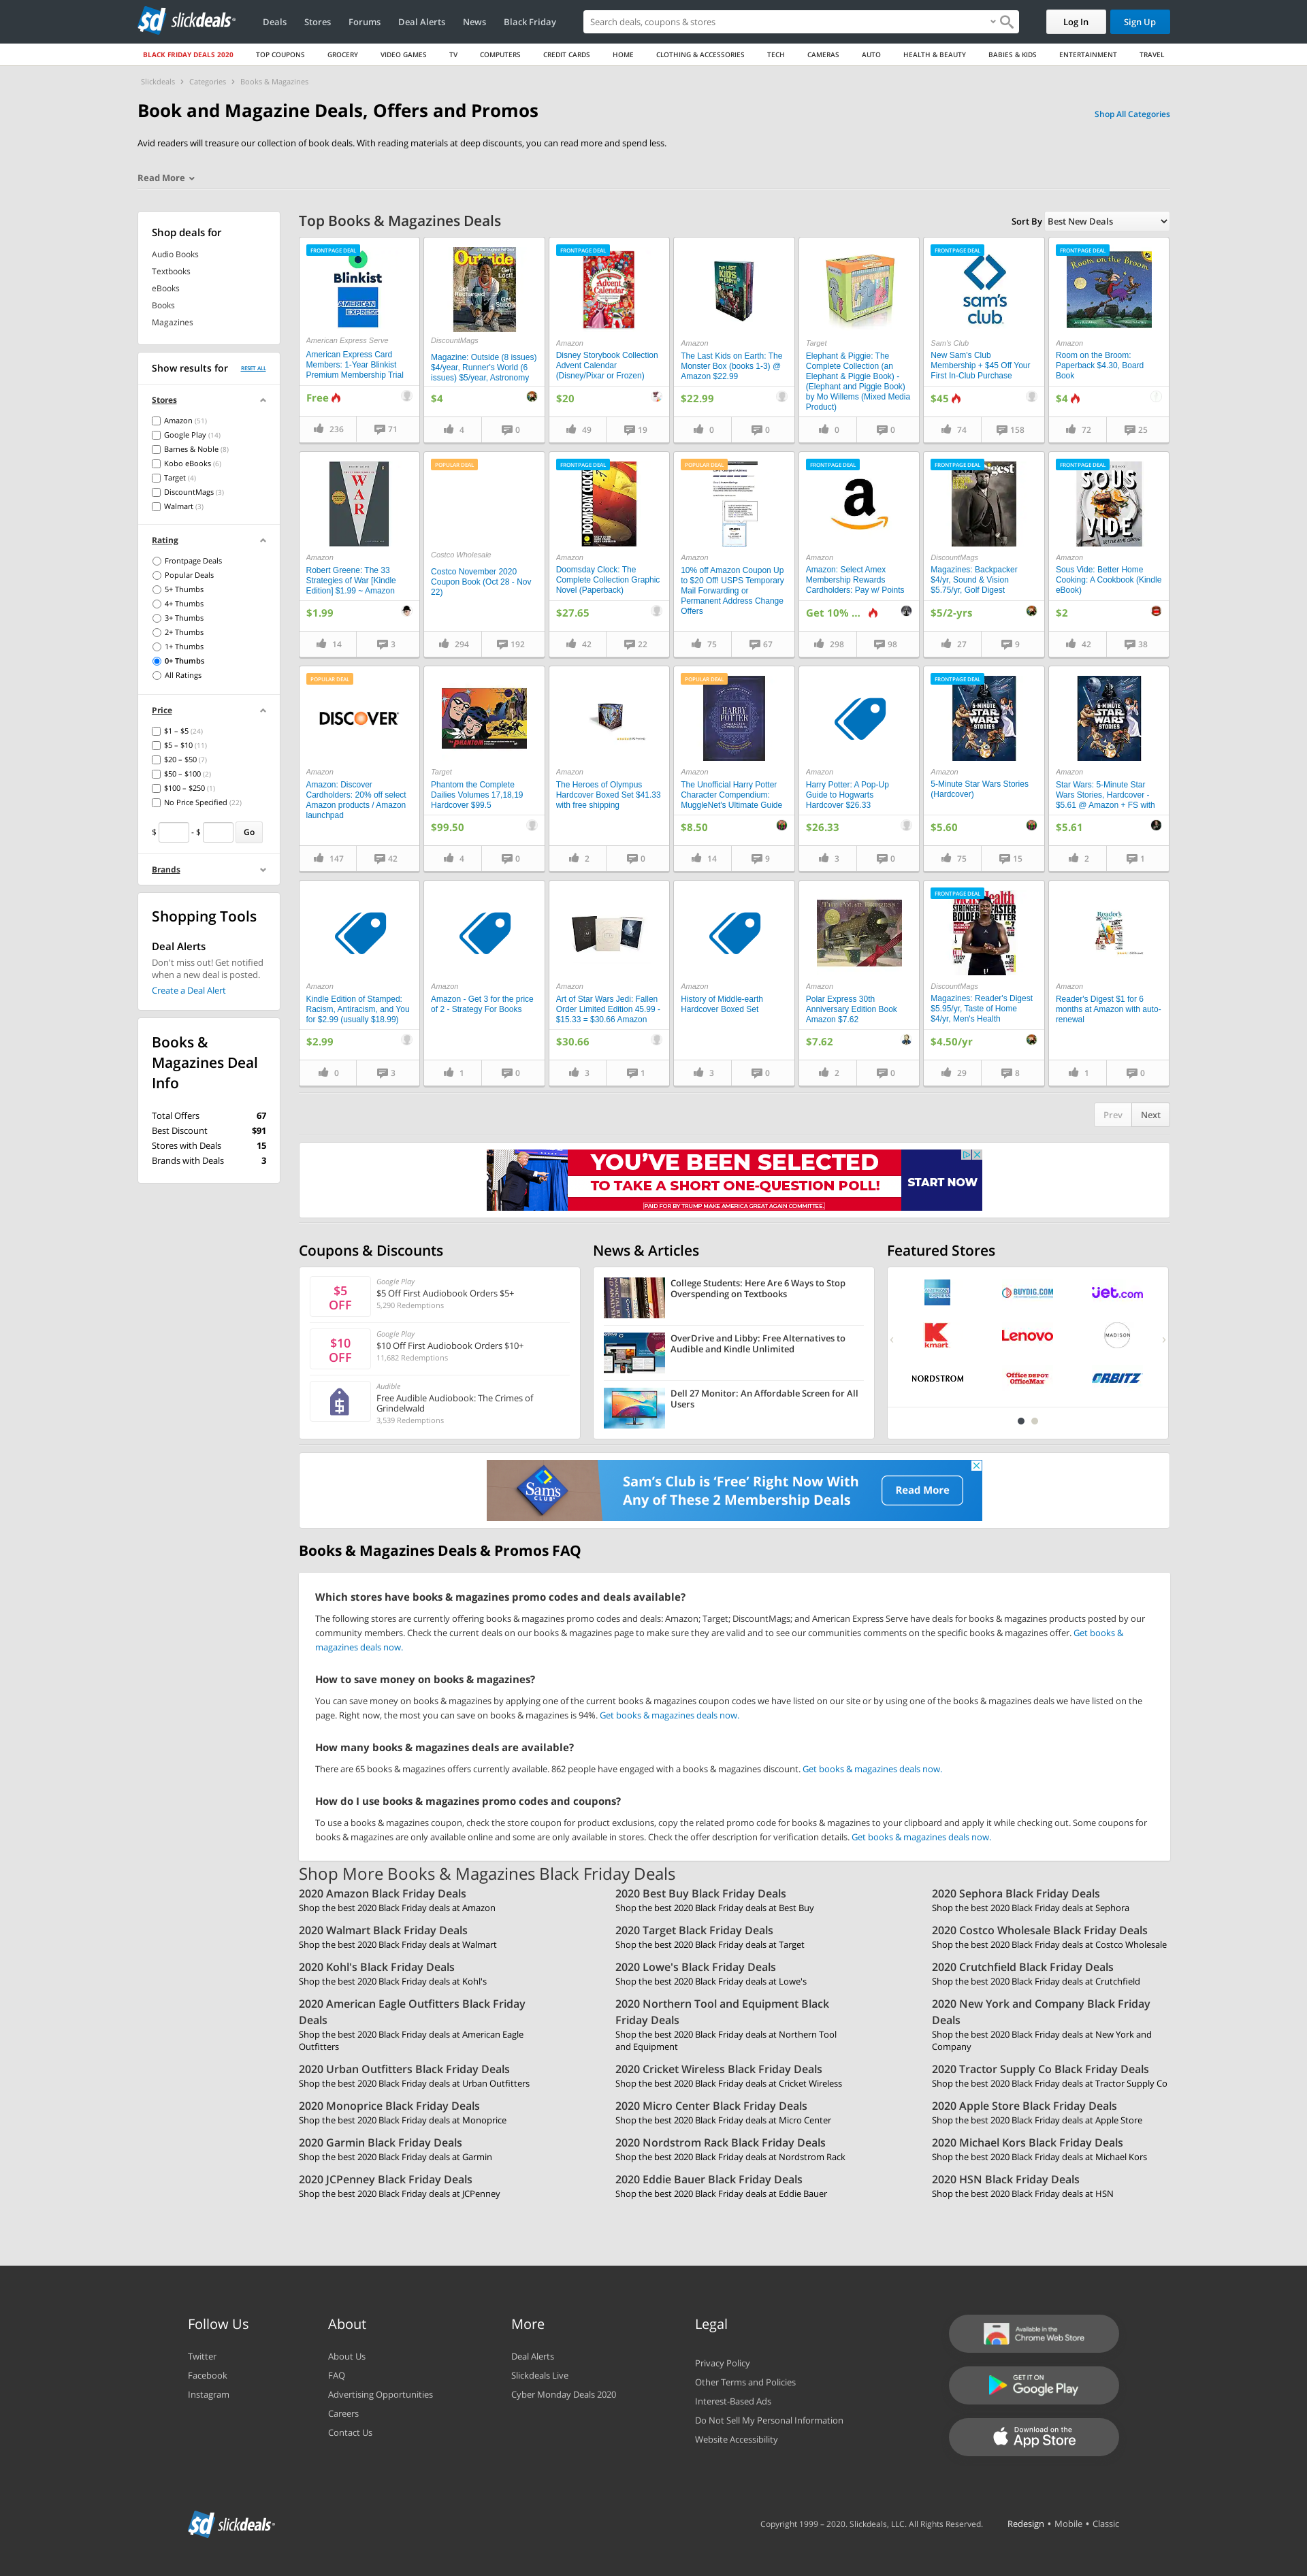 slickdeals
Deals
Stores
Forums
Deal Alerts
News
Black Friday
Search deals, coupons & stores
Log In
Sign Up
BLACK FRIDAY DEALS 2020
TOP COUPONS
GROCERY
VIDEO GAMES
TV
COMPUTERS
CREDIT CARDS
HOME
CLOTHING & ACCESSORIES
TECH
CAMERAS
AUTO
HEALTH & BEAUTY
BABIES & KIDS
ENTERTAINMENT
TRAVEL
Slickdeals > Categories > Books & Magazines
Book and Magazine Deals, Offers and Promos
Shop All Categories
Avid readers will treasure our collection of book deals. With reading materials at deep discounts, you can read more and spend less.
Read More
Shop deals for
Audio Books
Textbooks
eBooks
Books
Magazines
Show results for
RESET ALL
Stores
Amazon (51)
Google Play (14)
Barnes & Noble (8)
Kobo eBooks (6)
Target (4)
DiscountMags (3)
Walmart (3)
Rating
Frontpage Deals
Popular Deals
5+ Thumbs
4+ Thumbs
3+ Thumbs
2+ Thumbs
1+ Thumbs
0+ Thumbs
All Ratings
Price
$1 – $5 (24)
$5 – $10 (11)
$20 – $50 (7)
$50 – $100 (2)
$100 – $250 (1)
No Price Specified (22)
$ - $ Go
Brands
Shopping Tools
Deal Alerts
Don't miss out! Get notified
when a new deal is posted.
Create a Deal Alert
Books &
Magazines Deal
Info
Total Offers 67
Best Discount $91
Stores with Deals 15
Brands with Deals 3
Top Books & Magazines Deals
Sort By Best New Deals
FRONTPAGE DEAL
Blinkist
AMERICAN EXPRESS
American Express Serve
American Express Card
Members: 1-Year Blinkist
Premium Membership Trial
Free
236
71
Outside
DiscountMags
Magazine: Outside (8 issues)
$4/year, Runner's World (6
issues) $5/year, Astronomy
$4
4
0
FRONTPAGE DEAL
Advent Calendar
Amazon
Disney Storybook Collection
Advent Calendar
(Disney/Pixar or Frozen)
$20
49
19
Amazon
The Last Kids on Earth: The
Monster Box (books 1-3) @
Amazon $22.99
$22.99
0
0
Target
Elephant & Piggie: The
Complete Collection (an
Elephant & Piggie Book) -
(Elephant and Piggie Book)
by Mo Willems (Mixed Media
Product)
0
0
FRONTPAGE DEAL
sam's club
Sam's Club
New Sam's Club
Membership + $45 Off Your
First In-Club Purchase
$45
74
158
FRONTPAGE DEAL
Room on the Broom
Amazon
Room on the Broom:
Paperback $4.30, Board
Book
$4
72
25
WAR
Amazon
Robert Greene: The 33
Strategies of War [Kindle
Edition] $1.99 ~ Amazon
$1.99
14
3
POPULAR DEAL
Costco Wholesale
Costco November 2020
Coupon Book (Oct 28 - Nov
22)
294
192
FRONTPAGE DEAL
DOOMSDAY CLOCK
Amazon
Doomsday Clock: The
Complete Collection Graphic
Novel (Paperback)
$27.65
42
22
POPULAR DEAL
Amazon
10% off Amazon Coupon Up
to $20 Off! USPS Temporary
Mail Forwarding or
Permanent Address Change
Offers
75
67
FRONTPAGE DEAL
Amazon
Amazon: Select Amex
Membership Rewards
Cardholders: Pay w/ Points
Get 10% ...
298
98
FRONTPAGE DEAL
DiscountMags
Magazines: Backpacker
$4/yr, Sound & Vision
$5.75/yr, Golf Digest
$5/2-yrs
27
9
FRONTPAGE DEAL
SOUS VIDE
Amazon
Sous Vide: Better Home
Cooking: A Cookbook (Kindle
eBook)
$2
42
38
POPULAR DEAL
DISCOVER
Amazon
Amazon: Discover
Cardholders: 20% off select
Amazon products / Amazon
launchpad
147
42
THE PHANTOM
Target
Phantom the Complete
Dailies Volumes 17,18,19
Hardcover $99.5
$99.50
4
0
Amazon
The Heroes of Olympus
Hardcover Boxed Set $41.33
with free shipping
2
0
POPULAR DEAL
HARRY POTTER
Amazon
The Unofficial Harry Potter
Character Compendium:
MuggleNet's Ultimate Guide
$8.50
14
9
Amazon
Harry Potter: A Pop-Up
Guide to Hogwarts
Hardcover $26.33
$26.33
3
0
FRONTPAGE DEAL
5-MINUTE STAR WARS STORIES
Amazon
5-Minute Star Wars Stories
(Hardcover)
$5.60
75
15
5-MINUTE STAR WARS STORIES
Amazon
Star Wars: 5-Minute Star
Wars Stories, Hardcover -
$5.61 @ Amazon + FS with
$5.61
2
1
Amazon
Kindle Edition of Stamped:
Racism, Antiracism, and You
for $2.99 (usually $18.99)
$2.99
0
3
Amazon
Amazon - Get 3 for the price
of 2 - Strategy For Books
1
0
Amazon
Art of Star Wars Jedi: Fallen
Order Limited Edition 45.99 -
$15.33 = $30.66 Amazon
$30.66
3
1
Amazon
History of Middle-earth
Hardcover Boxed Set
3
0
THE POLAR EXPRESS
Amazon
Polar Express 30th
Anniversary Edition Book
Amazon $7.62
$7.62
2
0
FRONTPAGE DEAL
Men's Health
DiscountMags
Magazines: Reader's Digest
$5.95/yr, Taste of Home
$4/yr, Men's Health
$4.50/yr
29
8
Amazon
Reader's Digest $1 for 6
months at Amazon with auto-
renewal
1
0
Prev
Next
YOU'VE BEEN SELECTED
TO TAKE A SHORT ONE-QUESTION POLL!
PAID FOR BY TRUMP MAKE AMERICA GREAT AGAIN COMMITTEE.
START NOW
Coupons & Discounts
$5
OFF
Google Play
$5 Off First Audiobook Orders $5+
5,290 Redemptions
$10
OFF
Google Play
$10 Off First Audiobook Orders $10+
11,682 Redemptions
Audible
Free Audible Audiobook: The Crimes of
Grindelwald
3,539 Redemptions
News & Articles
College Students: Here Are 6 Ways to Stop
Overspending on Textbooks
OverDrive and Libby: Free Alternatives to
Audible and Kindle Unlimited
Dell 27 Monitor: An Affordable Screen for All
Users
Featured Stores
BUYDIG.COM
jet.com
kmart
Lenovo
MADISON
NORDSTROM
Office DEPOT
OfficeMax
ORBITZ
Sam's CLUB
Sam's Club is 'Free' Right Now With
Any of These 2 Membership Deals
Read More
Books & Magazines Deals & Promos FAQ
Which stores have books & magazines promo codes and deals available?
The following stores are currently offering books & magazines promo codes and deals: Amazon; Target; DiscountMags; and American Express Serve have deals for books & magazines products posted by our
community members. Check the current deals on our books & magazines page to make sure they are valid and to see our communities comments on the specific books & magazines offer. Get books &
magazines deals now.
How to save money on books & magazines?
You can save money on books & magazines by applying one of the current books & magazines coupon codes we have listed on our site or by using one of the books & magazines deals we have listed on the
page. Right now, the most you can save on books & magazines is 94%. Get books & magazines deals now.
How many books & magazines deals are available?
There are 65 books & magazines offers currently available. 862 people have engaged with a books & magazines discount. Get books & magazines deals now.
How do I use books & magazines promo codes and coupons?
To use a books & magazines coupon, check the store coupon for product exclusions, copy the related promo code for books & magazines to your clipboard and apply it while checking out. Some coupons for
books & magazines are only available online and some are only available in stores. Check the offer description for verification details. Get books & magazines deals now.
Shop More Books & Magazines Black Friday Deals
2020 Amazon Black Friday Deals
Shop the best 2020 Black Friday deals at Amazon
2020 Best Buy Black Friday Deals
Shop the best 2020 Black Friday deals at Best Buy
2020 Sephora Black Friday Deals
Shop the best 2020 Black Friday deals at Sephora
2020 Walmart Black Friday Deals
Shop the best 2020 Black Friday deals at Walmart
2020 Target Black Friday Deals
Shop the best 2020 Black Friday deals at Target
2020 Costco Wholesale Black Friday Deals
Shop the best 2020 Black Friday deals at Costco Wholesale
2020 Kohl's Black Friday Deals
Shop the best 2020 Black Friday deals at Kohl's
2020 Lowe's Black Friday Deals
Shop the best 2020 Black Friday deals at Lowe's
2020 Crutchfield Black Friday Deals
Shop the best 2020 Black Friday deals at Crutchfield
2020 American Eagle Outfitters Black Friday
Deals
Shop the best 2020 Black Friday deals at American Eagle
Outfitters
2020 Northern Tool and Equipment Black
Friday Deals
Shop the best 2020 Black Friday deals at Northern Tool
and Equipment
2020 New York and Company Black Friday
Deals
Shop the best 2020 Black Friday deals at New York and
Company
2020 Urban Outfitters Black Friday Deals
Shop the best 2020 Black Friday deals at Urban Outfitters
2020 Cricket Wireless Black Friday Deals
Shop the best 2020 Black Friday deals at Cricket Wireless
2020 Tractor Supply Co Black Friday Deals
Shop the best 2020 Black Friday deals at Tractor Supply Co
2020 Monoprice Black Friday Deals
Shop the best 2020 Black Friday deals at Monoprice
2020 Micro Center Black Friday Deals
Shop the best 2020 Black Friday deals at Micro Center
2020 Apple Store Black Friday Deals
Shop the best 2020 Black Friday deals at Apple Store
2020 Garmin Black Friday Deals
Shop the best 2020 Black Friday deals at Garmin
2020 Nordstrom Rack Black Friday Deals
Shop the best 2020 Black Friday deals at Nordstrom Rack
2020 Michael Kors Black Friday Deals
Shop the best 2020 Black Friday deals at Michael Kors
2020 JCPenney Black Friday Deals
Shop the best 2020 Black Friday deals at JCPenney
2020 Eddie Bauer Black Friday Deals
Shop the best 2020 Black Friday deals at Eddie Bauer
2020 HSN Black Friday Deals
Shop the best 2020 Black Friday deals at HSN
Follow Us
Twitter
Facebook
Instagram
About
About Us
FAQ
Advertising Opportunities
Careers
Contact Us
More
Deal Alerts
Slickdeals Live
Cyber Monday Deals 2020
Legal
Privacy Policy
Other Terms and Policies
Interest-Based Ads
Do Not Sell My Personal Information
Website Accessibility
Available in the
Chrome Web Store
GET IT ON
Google Play
Download on the
App Store
slickdeals
Copyright 1999 – 2020. Slickdeals, LLC. All Rights Reserved.
Redesign • Mobile • Classic